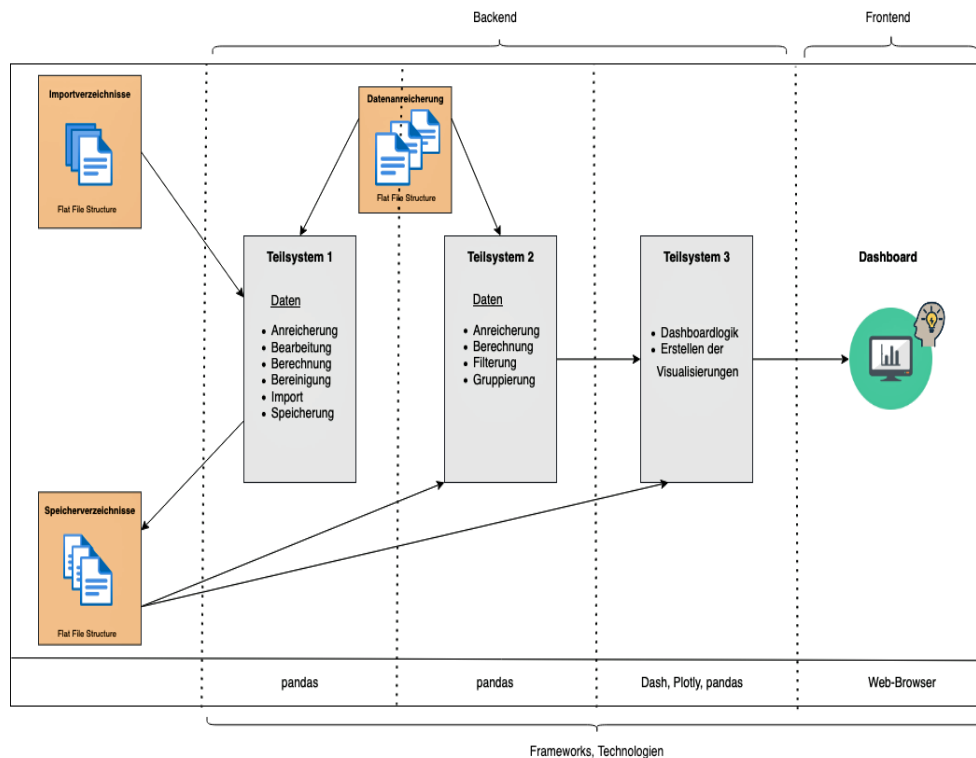 Backend
Frontend
Importverzeichnisse
Flat File Structure
Datenanreicherung
Flat File Structure
Teilsystem 1
Daten
• Anreicherung
• Bearbeitung
• Berechnung
• Bereinigung
• Import
• Speicherung
Teilsystem 2
Daten
• Anreicherung
• Berechnung
• Filterung
• Gruppierung
Teilsystem 3
• Dashboardlogik
• Erstellen der
Visualisierungen
Dashboard
Speicherverzeichnisse
Flat File Structure
pandas
pandas
Dash, Plotly, pandas
Web-Browser
Frameworks, Technologien